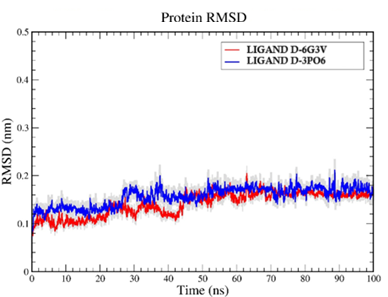 Protein RMSD
LIGAND D-6G3V
LIGAND D-3PO6
RMSD (nm)
0.5
0.4
0.3
0.2
0.1
0
0 10 20 30 40 50 60 70 80 90 100
Time (ns)